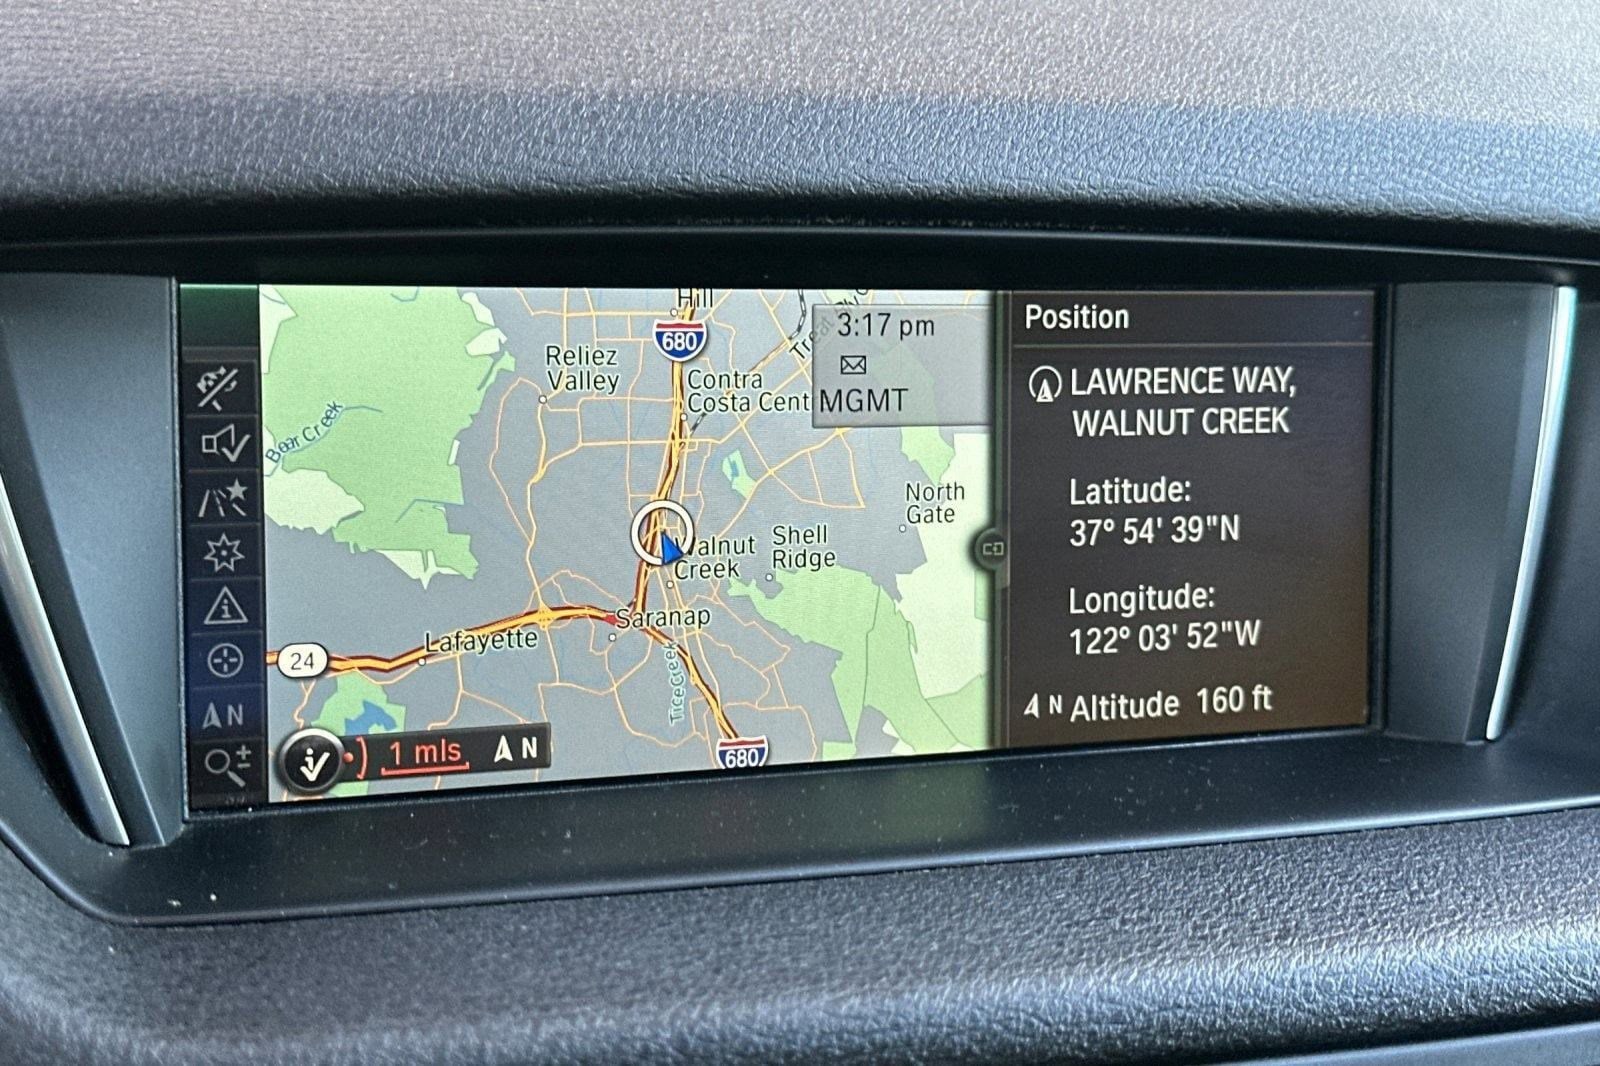 Hill
680
Reliez
Valley
Contra
Costa Cent
3:17 pm
MGMT
Bear Creek
North
Gate
Walnut
Creek
Shell
Ridge
Saranap
Lafayette
24
Tice Creek
680
1 mls
N
N
Position
LAWRENCE WAY,
WALNUT CREEK
Latitude:
37° 54' 39"N
Longitude:
122° 03' 52"W
N Altitude 160 ft